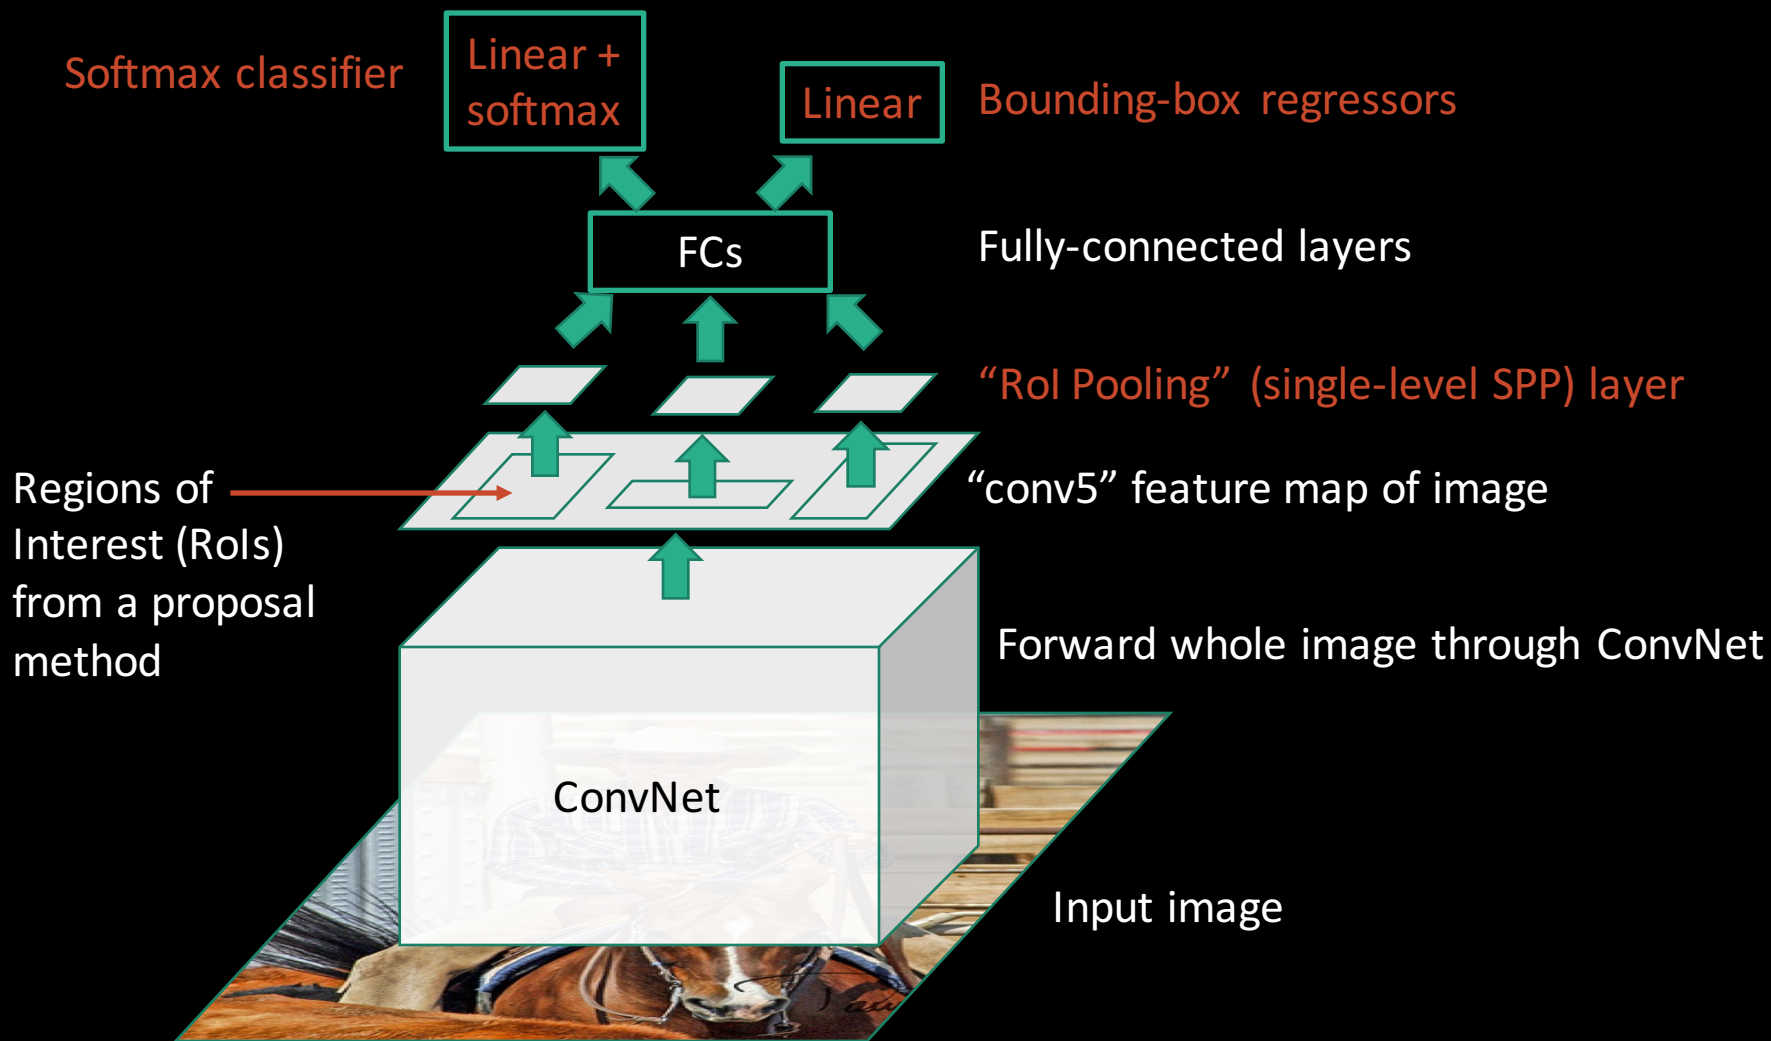 Softmax classifier
Linear +
softmax
Linear
Bounding-box regressors
FCs
Fully-connected layers
“RoI Pooling” (single-level SPP) layer
Regions of
Interest (RoIs)
from a proposal
method
“conv5” feature map of image
Forward whole image through ConvNet
ConvNet
Input image